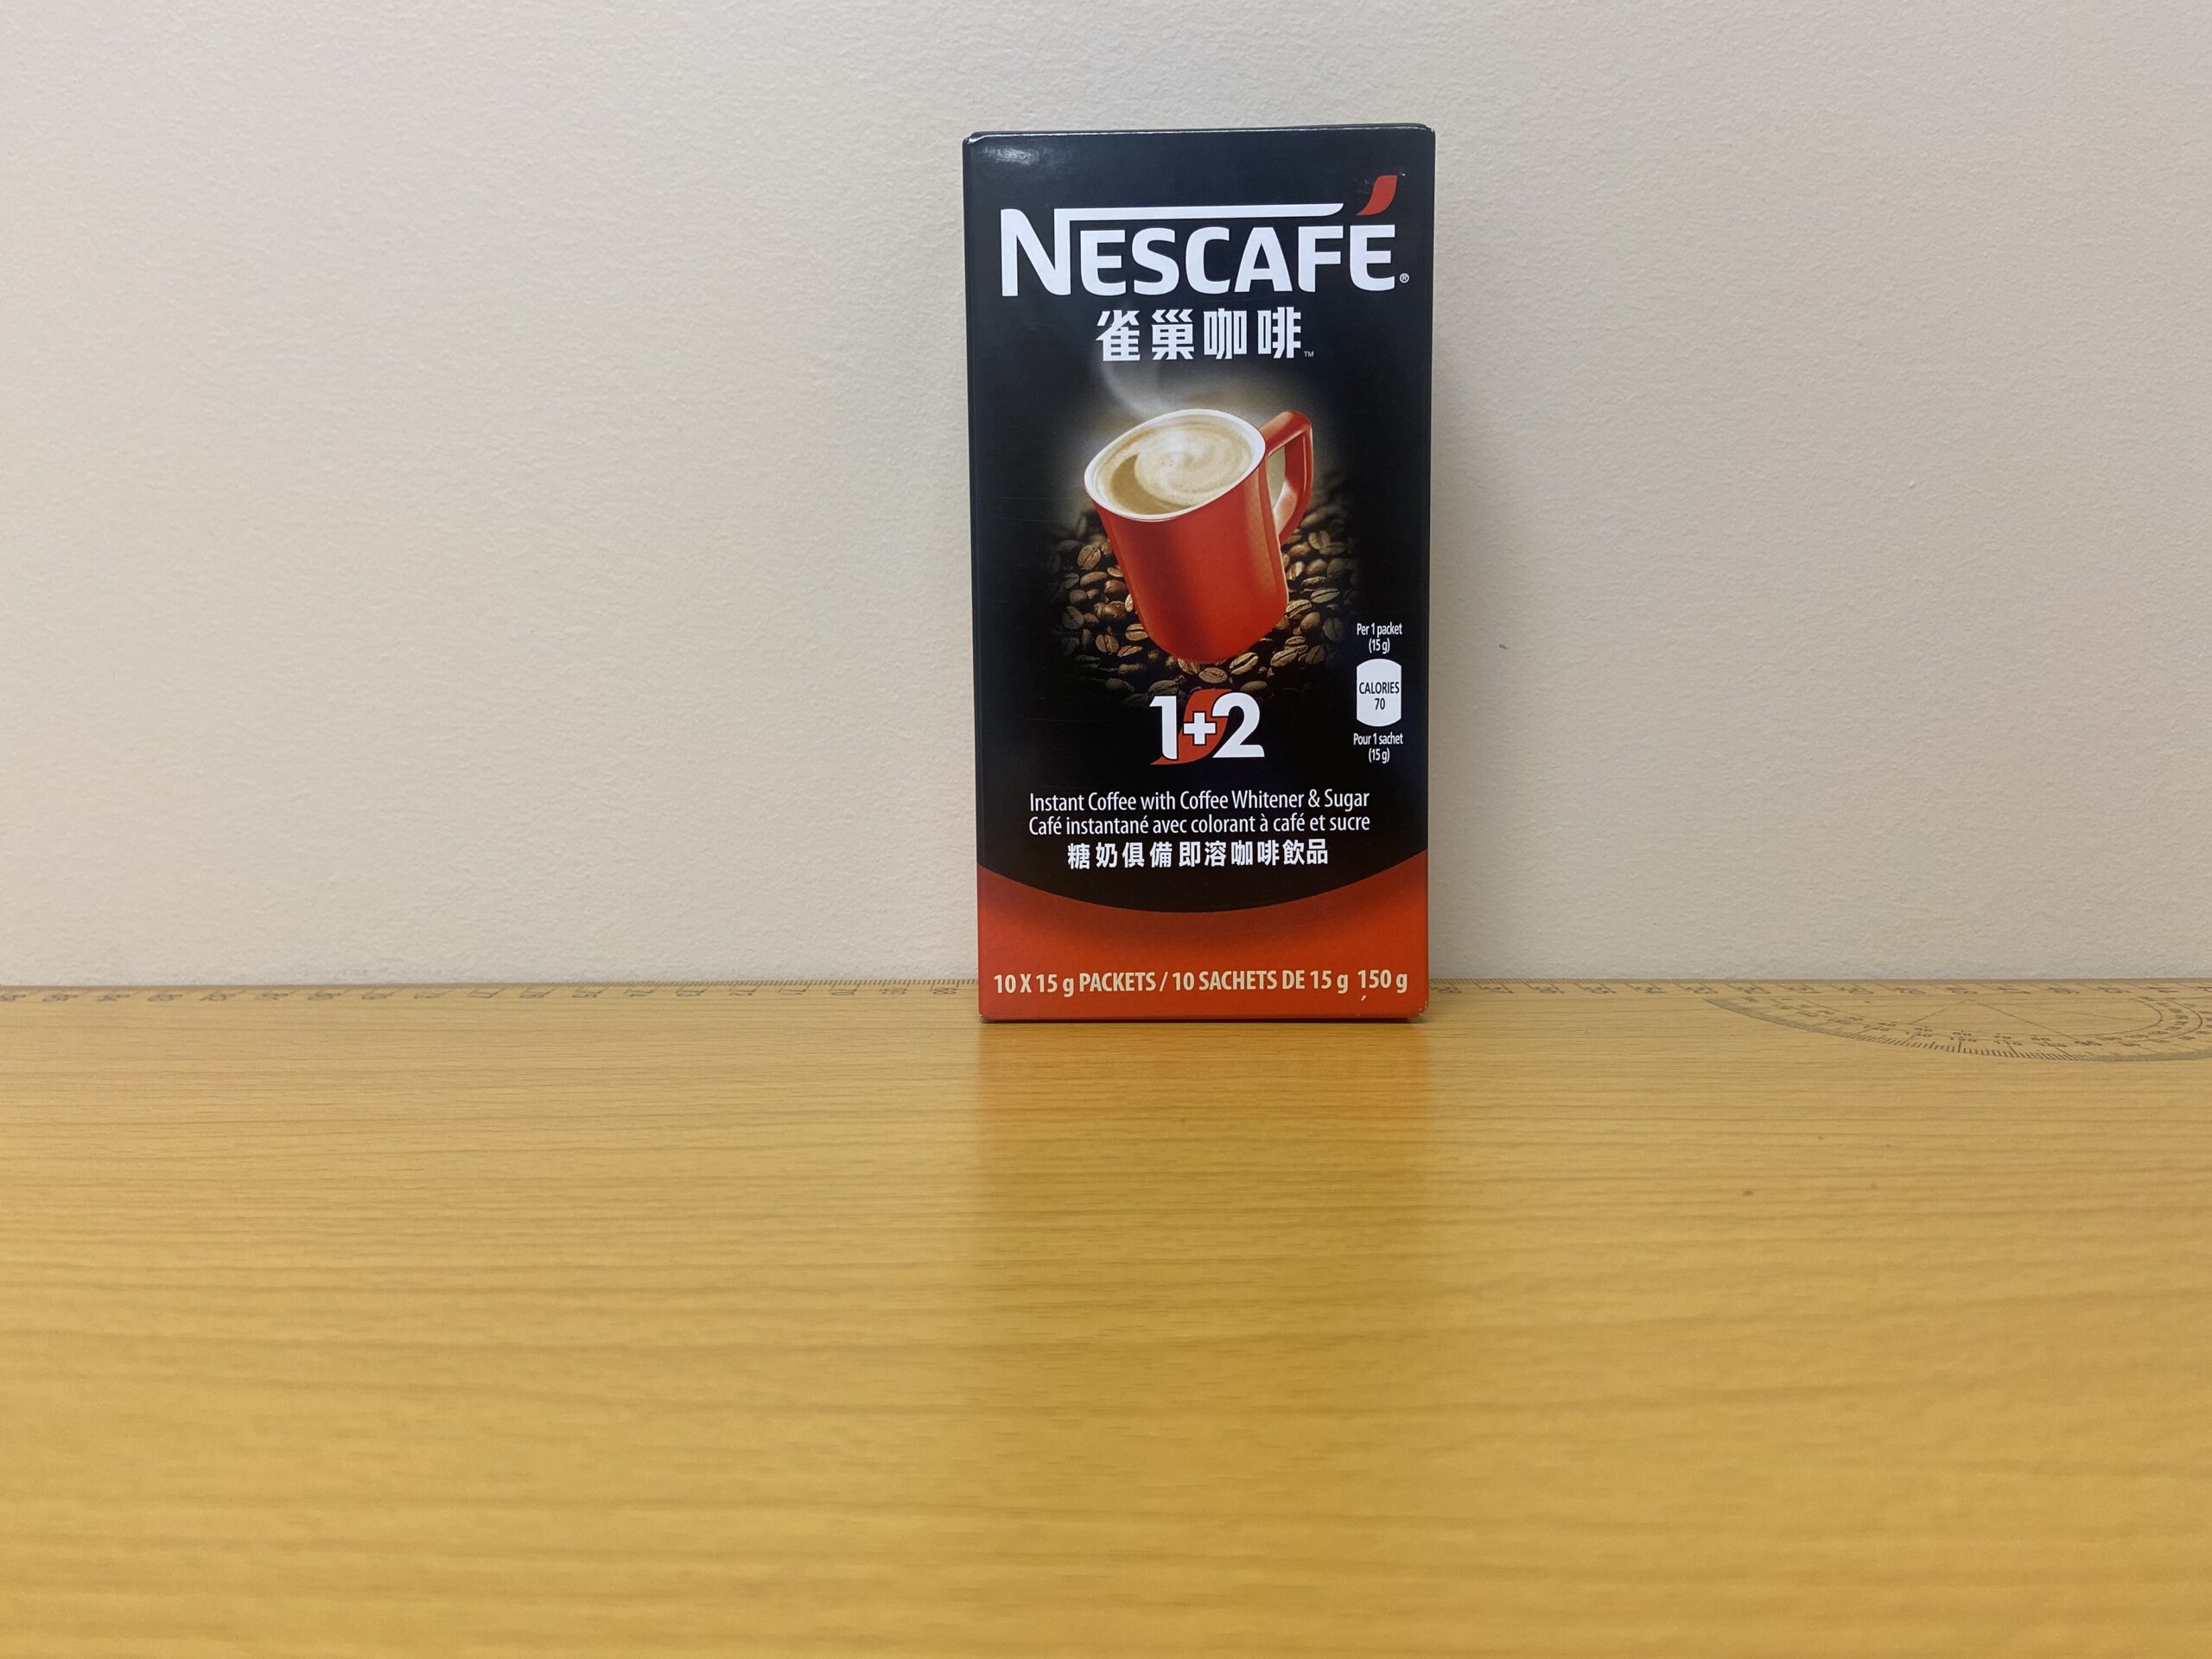 NESCAFÉ®
雀巢咖啡™
Per 1 packet
(15 g)
CALORIES
70
Pour 1 sachet
(15 g)
1+2
Instant Coffee with Coffee Whitener & Sugar
Café instantané avec colorant à café et sucre
糖奶俱備即溶咖啡飲品
10 X 15 g PACKETS / 10 SACHETS DE 15 g 150 g